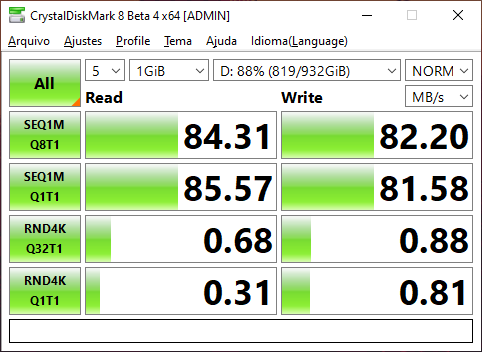 CrystalDiskMark 8 Beta 4 x64 [ADMIN]
Arquivo Ajustes Profile Tema Ajuda Idioma(Language)
All 5 1GiB D: 88% (819/932GiB) NORM
Read Write MB/s
SEQ1M
Q8T1
84.31 82.20
SEQ1M
Q1T1
85.57 81.58
RND4K
Q32T1
0.68 0.88
RND4K
Q1T1
0.31 0.81